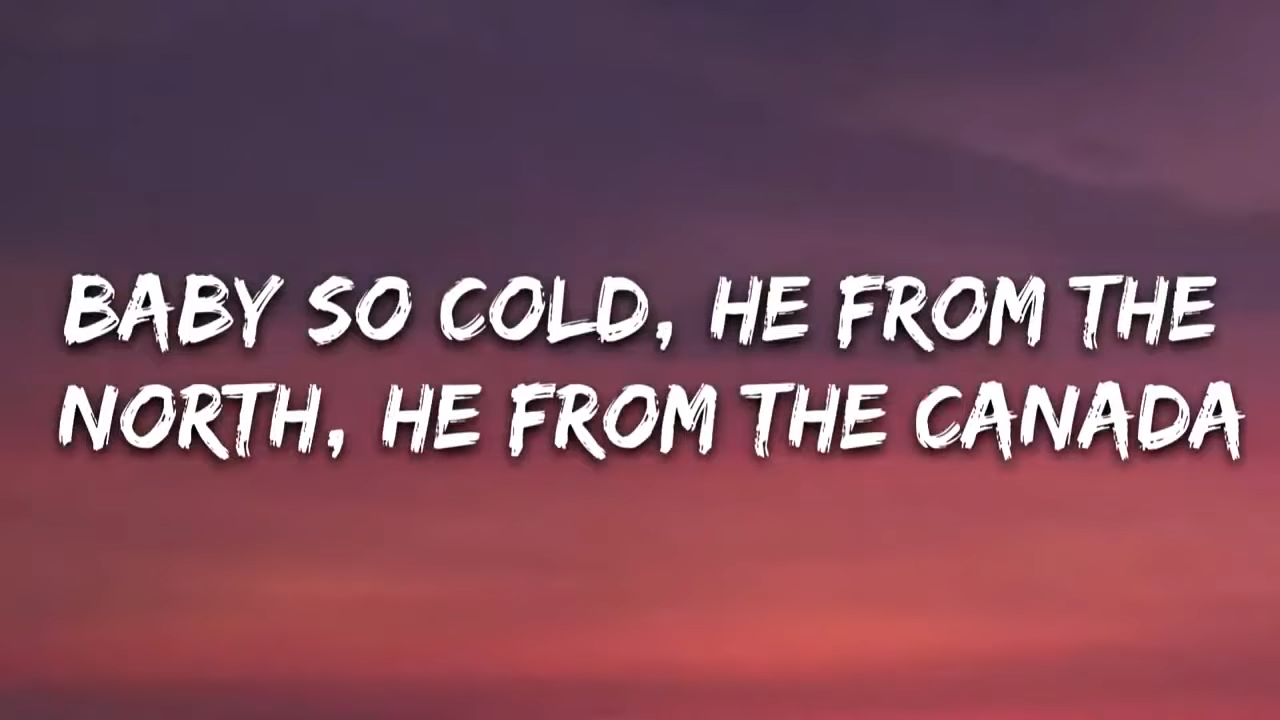 BABY SO COLD, HE FROM THE
NORTH, HE FROM THE CANADA